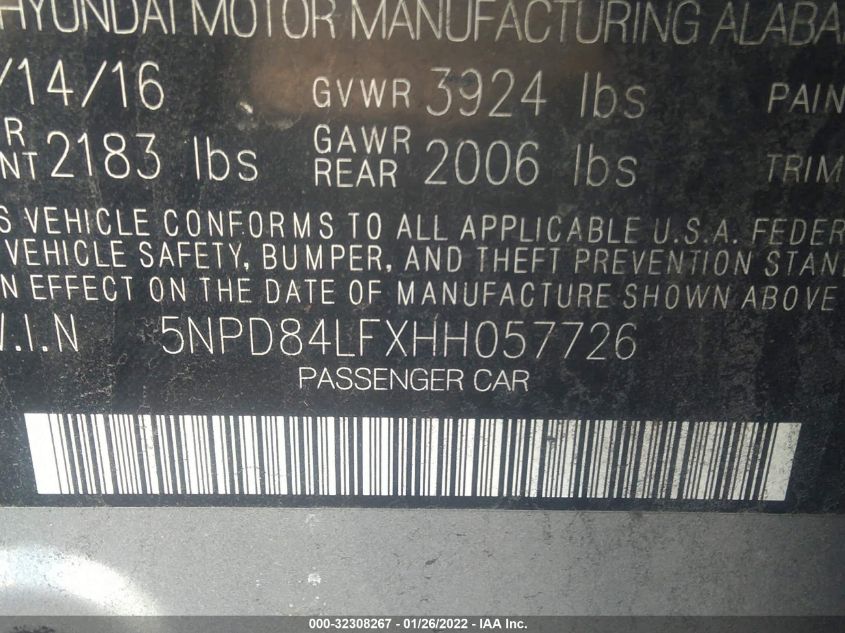 HYUNDAI MOTOR MANUFACTURING ALABA
/14/16 GVWR 3924 lbs PAIN
R GAWR
NT 2183 lbs REAR 2006 lbs TRIM
S VEHICLE CONFORMS TO ALL APPLICABLE U.S.A. FEDER
VEHICLE SAFETY, BUMPER, AND THEFT PREVENTION STAN
N EFFECT ON THE DATE OF MANUFACTURE SHOWN ABOVE
V.I.N 5NPD84LFXHH057726
PASSENGER CAR
000-32308267 - 01/26/2022 - IAA Inc.